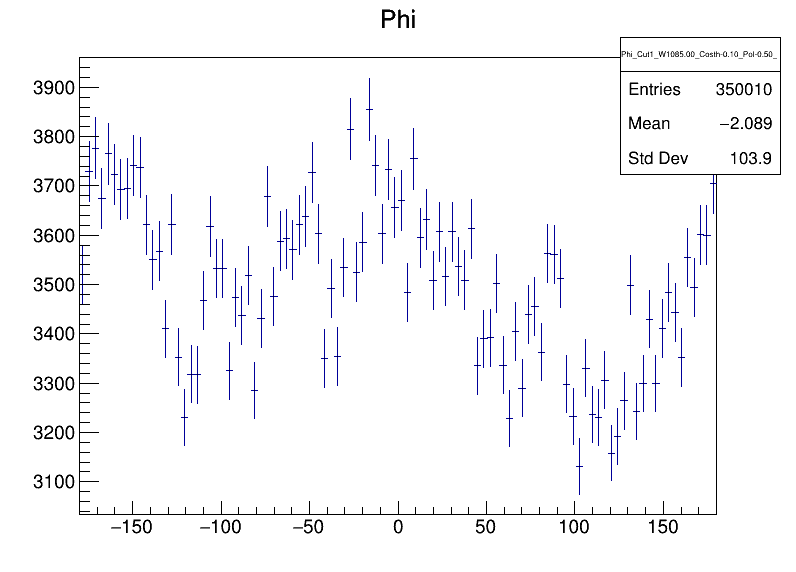 Phi
Phi_Cut1_W1085.00_Costh-0.10_Pol-0.50_
Entries 350010
Mean −2.089
Std Dev 103.9
3900
3800
3700
3600
3500
3400
3300
3200
3100
−150 −100 −50 0 50 100 150